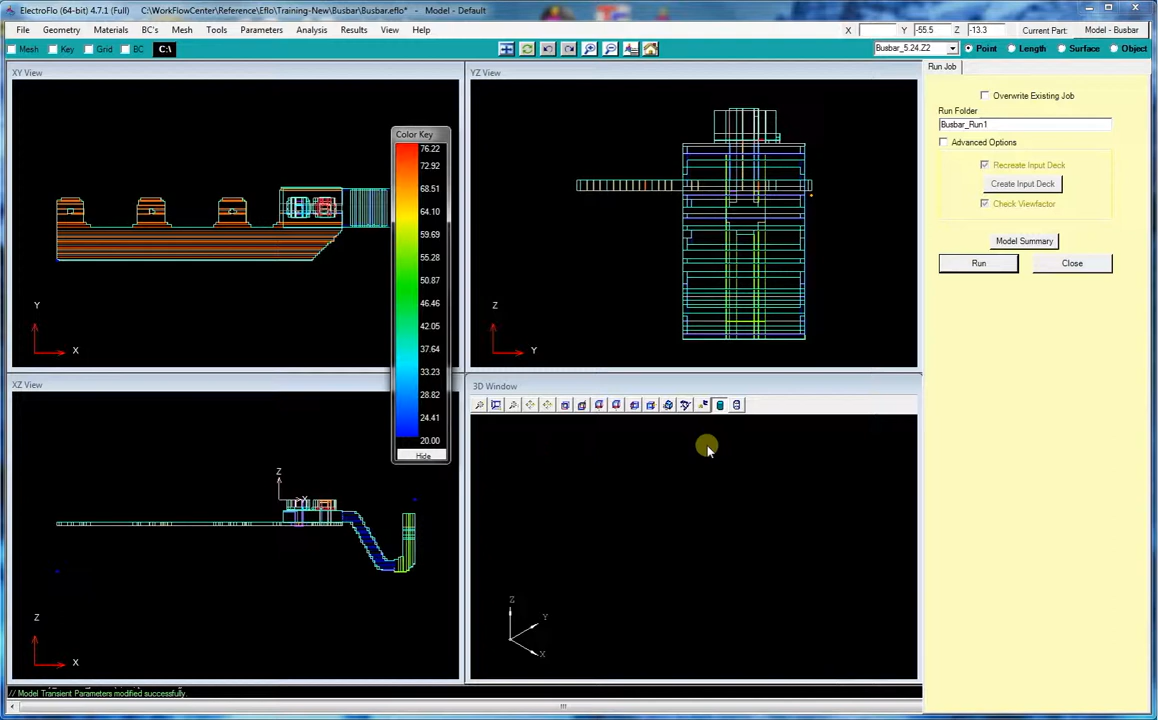 ElectroFlo (64-bit) 4.7.1 (Full) C:\WorkFlowCenter\Reference\Eflo\Training-New\Busbar\Busbar.eflo* - Model - Default
File Geometry Materials BC's Mesh Tools Parameters Analysis Results View Help X Y -55.5 Z -13.3 Current Part: Model - Busbar
Mesh Key Grid BC C:\ Busbar_5.24.Z2 Point Length Surface Object
XY View
YZ View
Run Job
Overwrite Existing Job
Run Folder
Busbar_Run1
Advanced Options
Recreate Input Deck
Create Input Deck
Check Viewfactor
Model Summary
Run Close
Color Key
76.22
72.92
68.51
64.10
59.69
55.28
50.87
46.46
42.05
37.64
33.23
28.82
24.41
20.00
Hide
Y
X
Z
Y
XZ View
3D Window
Z
X
Z
X
Z
Y
X
// Model Transient Parameters modified successfully.